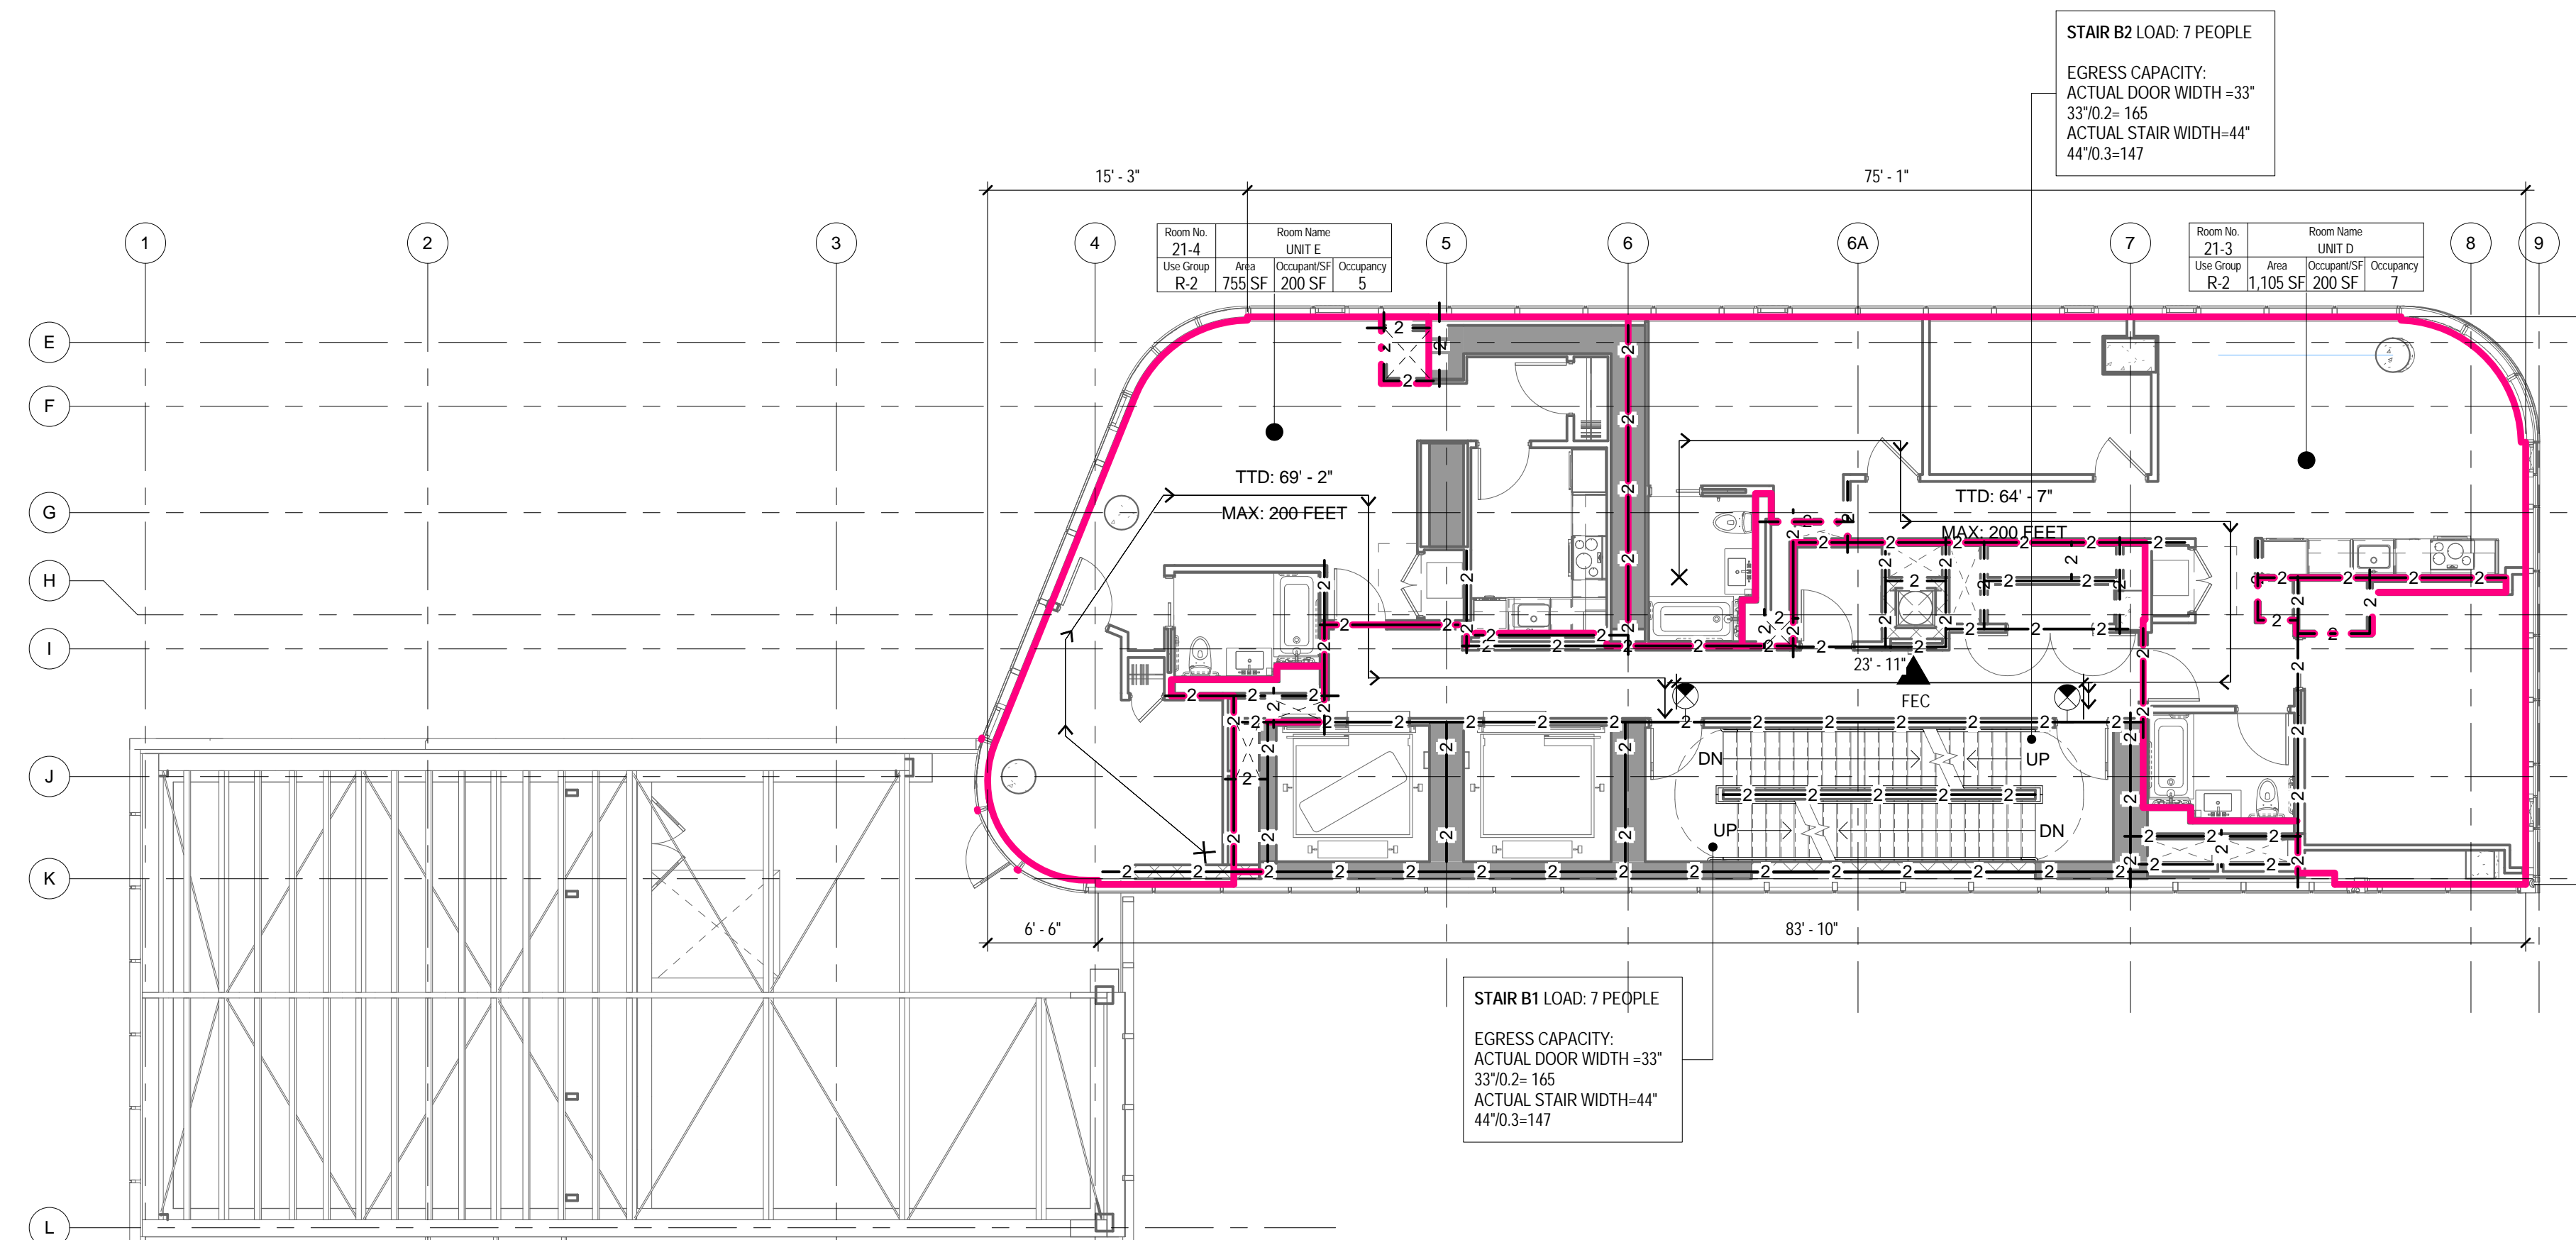 STAIR B2 LOAD: 7 PEOPLE
EGRESS CAPACITY:
ACTUAL DOOR WIDTH =33"
33"/0.2= 165
ACTUAL STAIR WIDTH=44"
44"/0.3=147
15' - 3"
75' - 1"
1
2
3
4
5
6
6A
7
8
9
Room No.
Room Name
21-4
UNIT E
Use Group
Area
Occupant/SF
Occupancy
R-2
755 SF
200 SF
5
Room No.
Room Name
21-3
UNIT D
Use Group
Area
Occupant/SF
Occupancy
R-2
1,105 SF
200 SF
7
E
F
G
H
I
J
K
L
TTD: 69' - 2"
MAX: 200 FEET
TTD: 64' - 7"
MAX: 200 FEET
23' - 11"
FEC
DN
UP
UP
DN
6' - 6"
83' - 10"
STAIR B1 LOAD: 7 PEOPLE
EGRESS CAPACITY:
ACTUAL DOOR WIDTH =33"
33"/0.2= 165
ACTUAL STAIR WIDTH=44"
44"/0.3=147